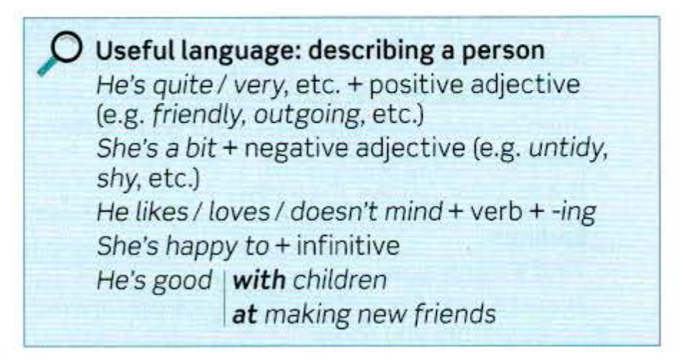 Useful language: describing a person
He's quite / very, etc. + positive adjective
(e.g. friendly, outgoing, etc.)
She's a bit + negative adjective (e.g. untidy,
shy, etc.)
He likes / loves / doesn't mind + verb + -ing
She's happy to + infinitive
He's good with children
at making new friends